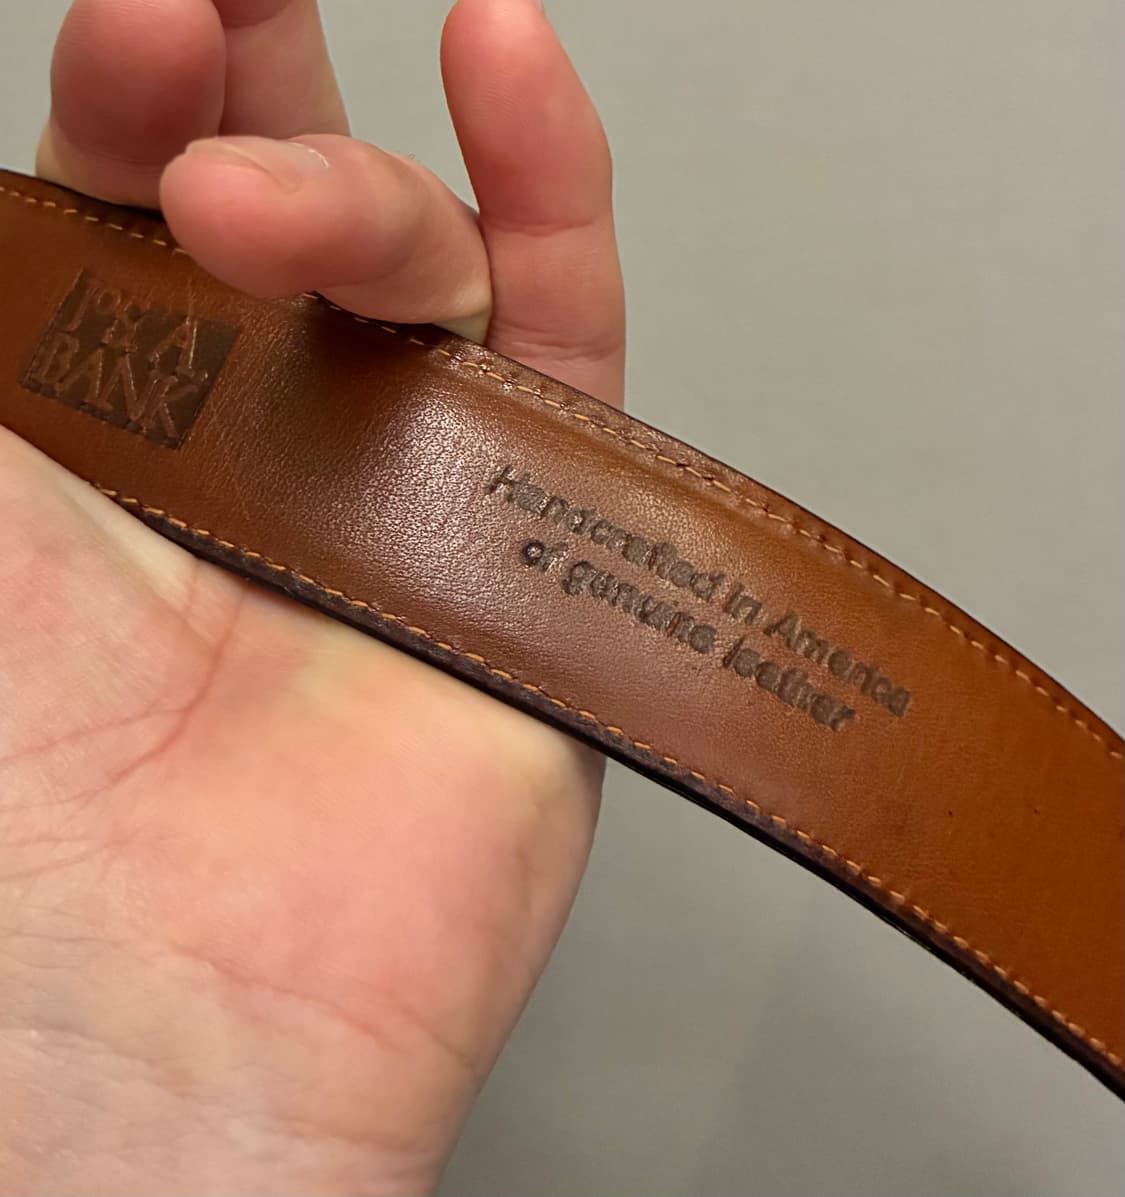 JOS. A.
BANK
Handcrafted in America
of genuine leather